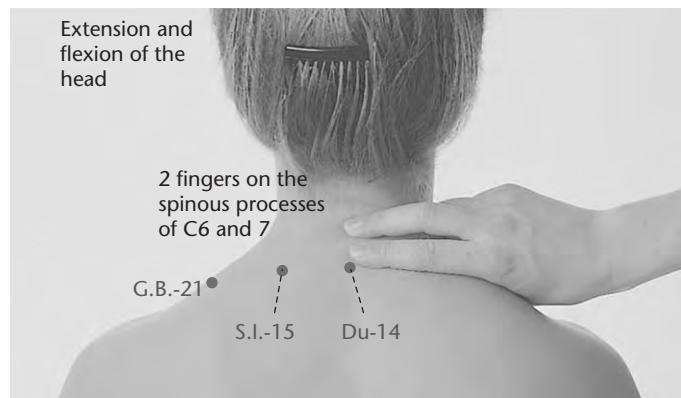 Extension and
flexion of the
head
2 fingers on the
spinous processes
of C6 and 7
G.B.-21
S.I.-15
Du-14